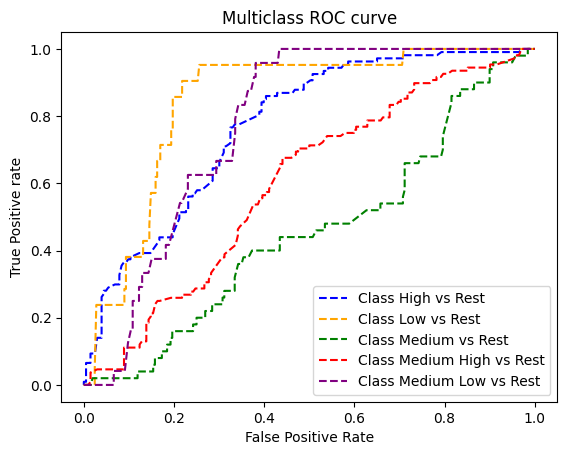 Multiclass ROC curve
True Positive rate
1.0
0.8
0.6
0.4
0.2
0.0
Class High vs Rest
Class Low vs Rest
Class Medium vs Rest
Class Medium High vs Rest
Class Medium Low vs Rest
0.0 0.2 0.4 0.6 0.8 1.0
False Positive Rate